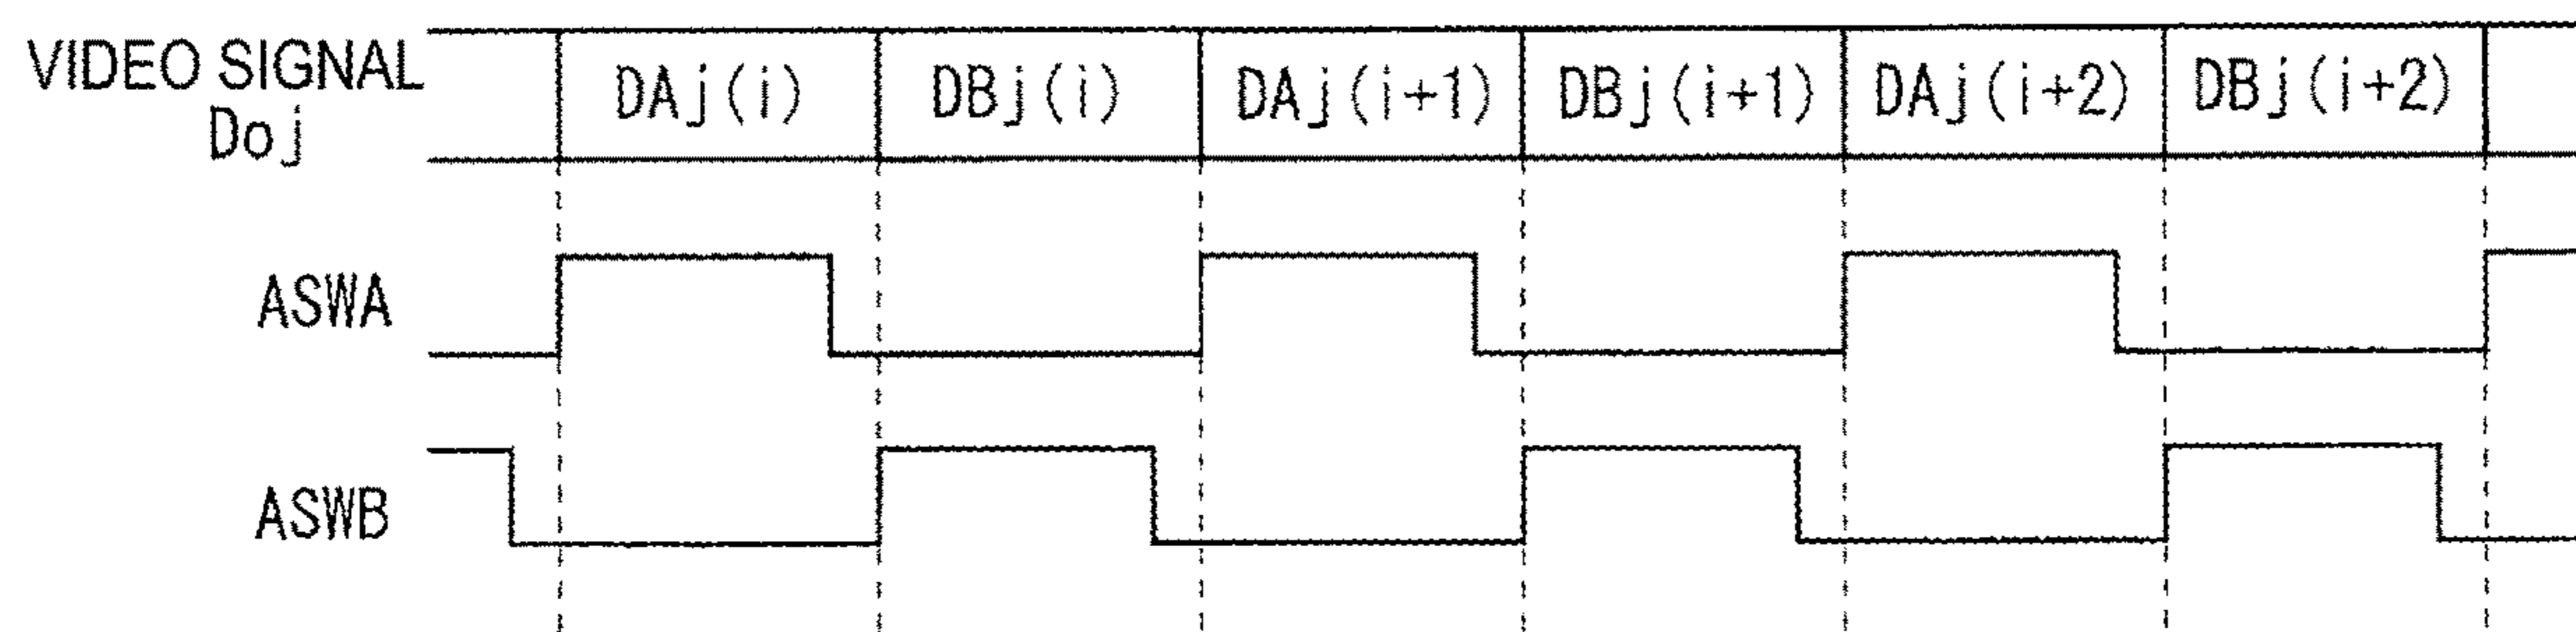 VIDEO SIGNAL
Doj
DAj(i) DBj(i) DAj(i+1) DBj(i+1) DAj(i+2) DBj(i+2)
ASWA
ASWB